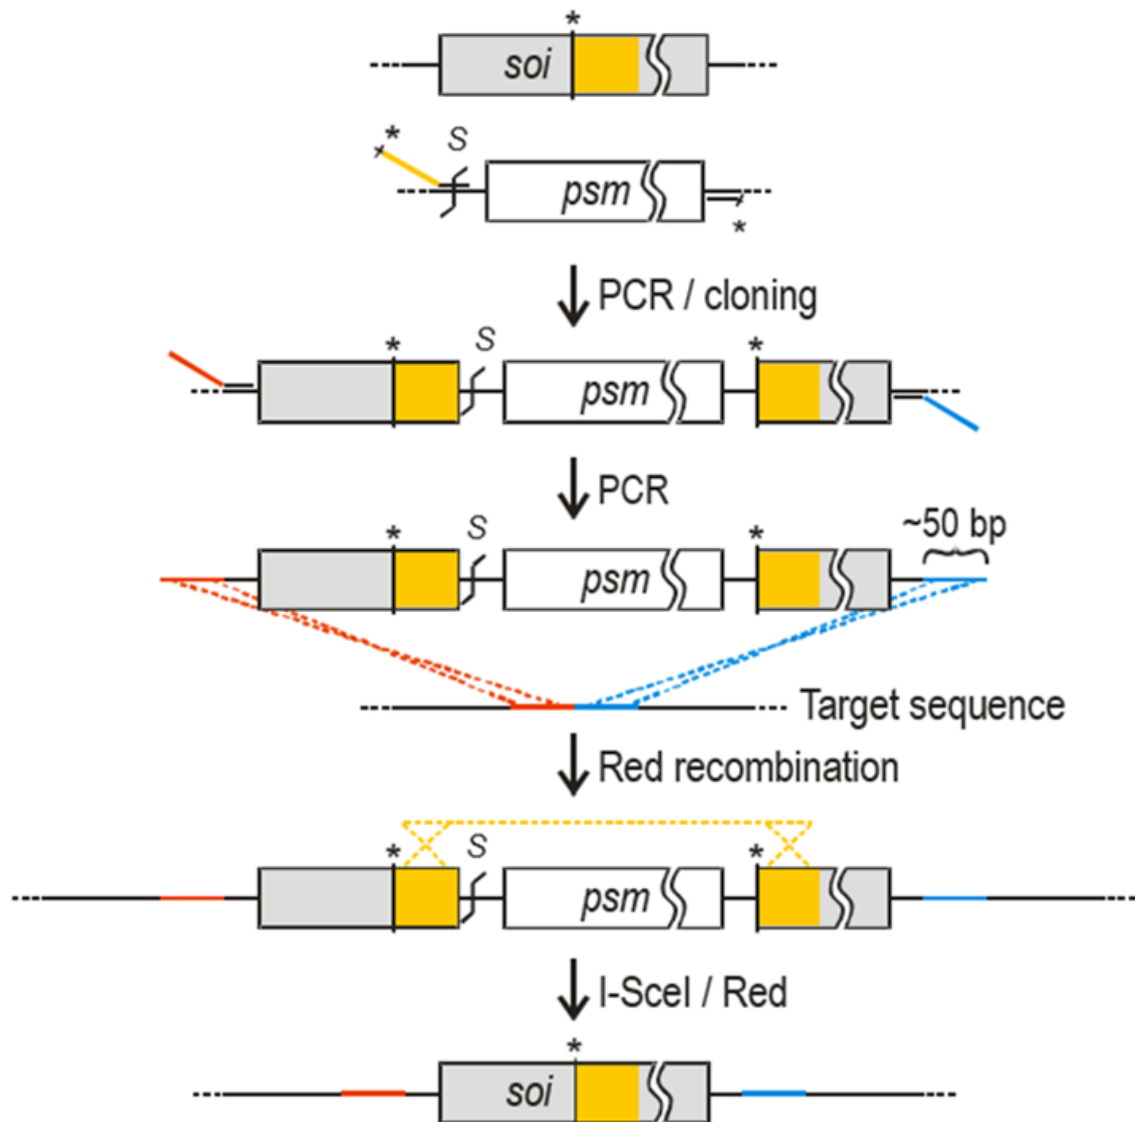 *
soi
*
S
psm
*
PCR / cloning
*
S
*
psm
PCR
*
S
*
~50 bp
psm
Target sequence
Red recombination
*
S
*
psm
I-SceI / Red
*
soi